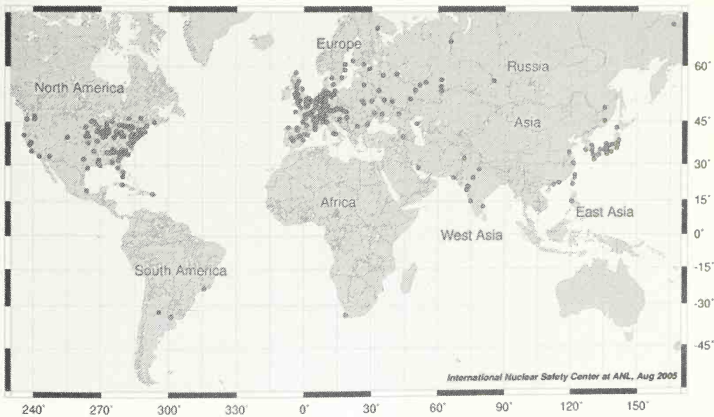 Europe
Russia
North America
Asia
Africa
East Asia
West Asia
South America
60°
45°
30°
15°
0°
-15°
-30°
-45°
International Nuclear Safety Center at ANL, Aug 2005
240° 270° 300° 330° 0° 30° 60° 90° 120° 150°